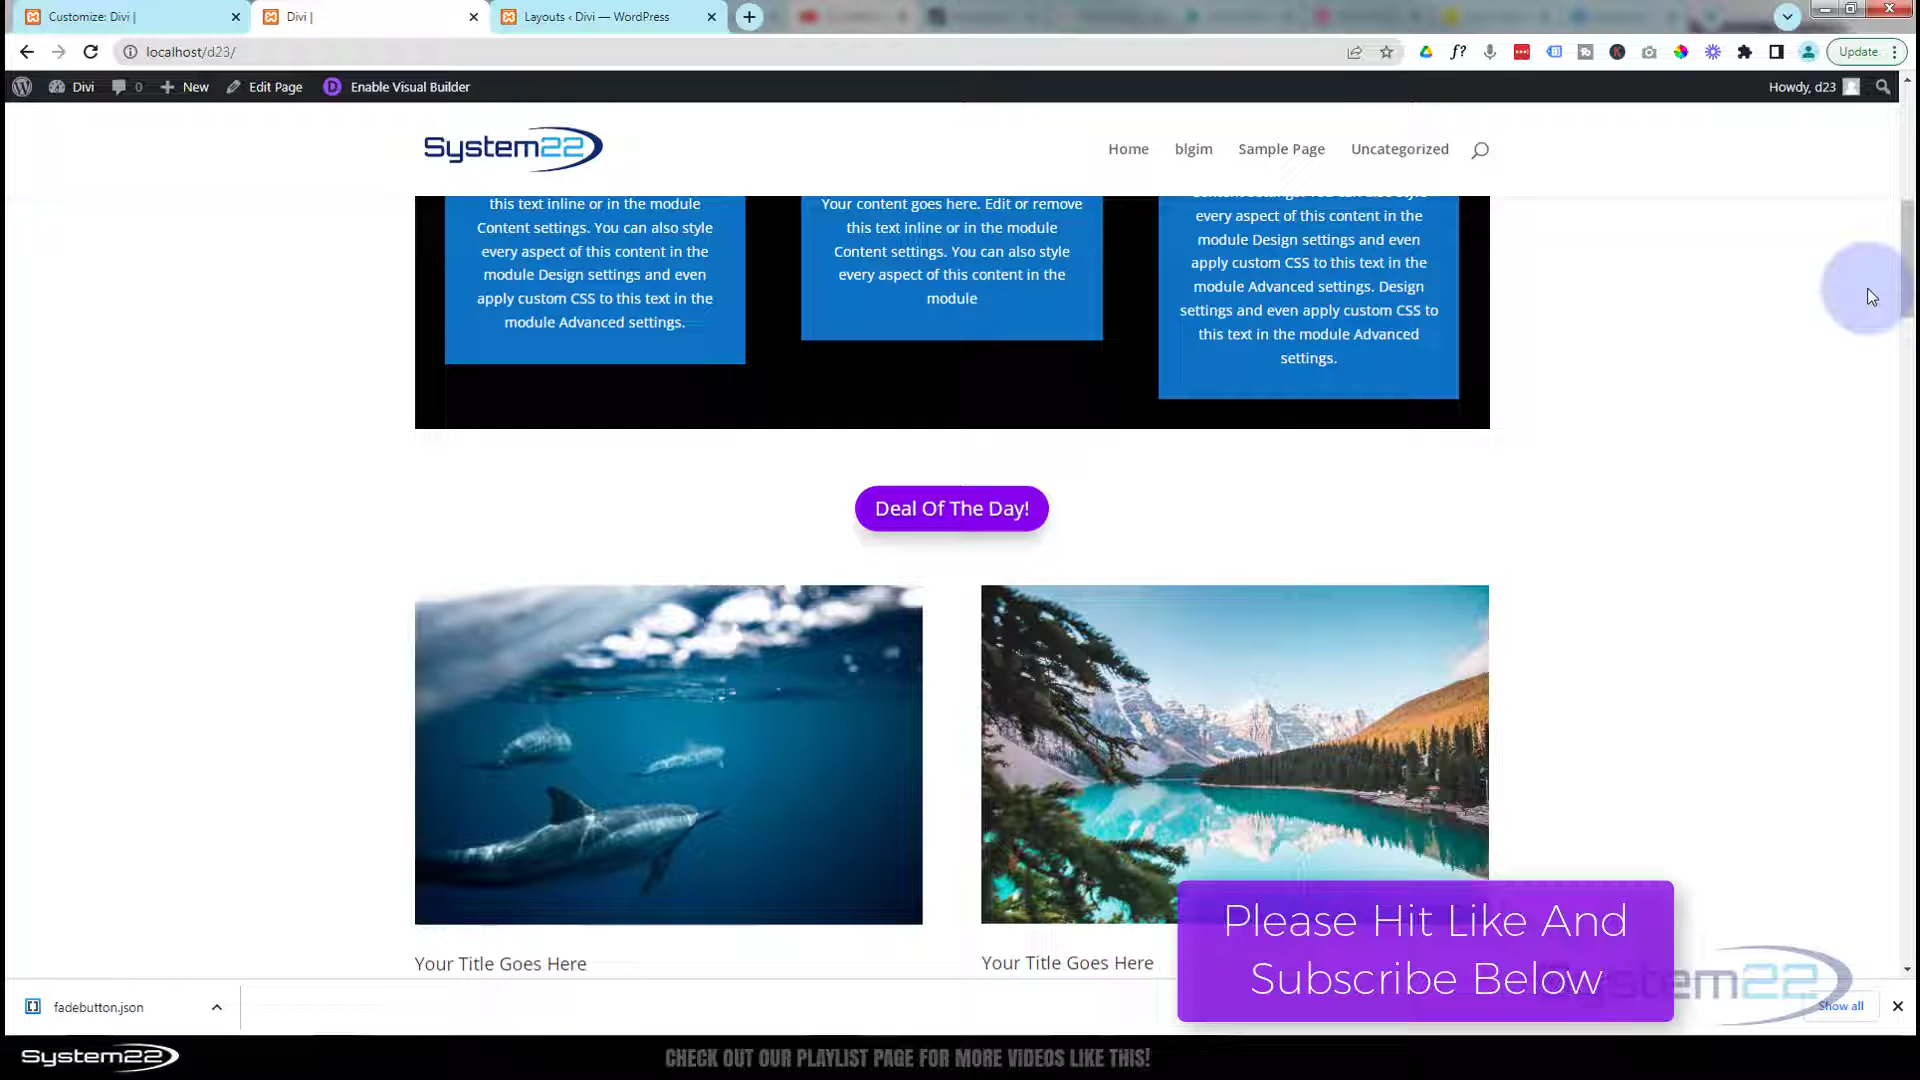 Customize: Divi |
Divi |
Layouts ‹ Divi — WordPress
localhost/d23/
Update
Divi
0
New
Edit Page
Enable Visual Builder
Howdy, d23
System22
Home
blgim
Sample Page
Uncategorized
this text inline or in the module
Content settings. You can also style
every aspect of this content in the
module Design settings and even
apply custom CSS to this text in the
module Advanced settings.
Your content goes here. Edit or remove
this text inline or in the module
Content settings. You can also style
every aspect of this content in the
module
every aspect of this content in the
module Design settings and even
apply custom CSS to this text in the
module Advanced settings. Design
settings and even apply custom CSS to
this text in the module Advanced
settings.
Deal Of The Day!
Your Title Goes Here
Your Title Goes Here
Please Hit Like And
Subscribe Below
System22
fadebutton.json
Show all
System22
CHECK OUT OUR PLAYLIST PAGE FOR MORE VIDEOS LIKE THIS!